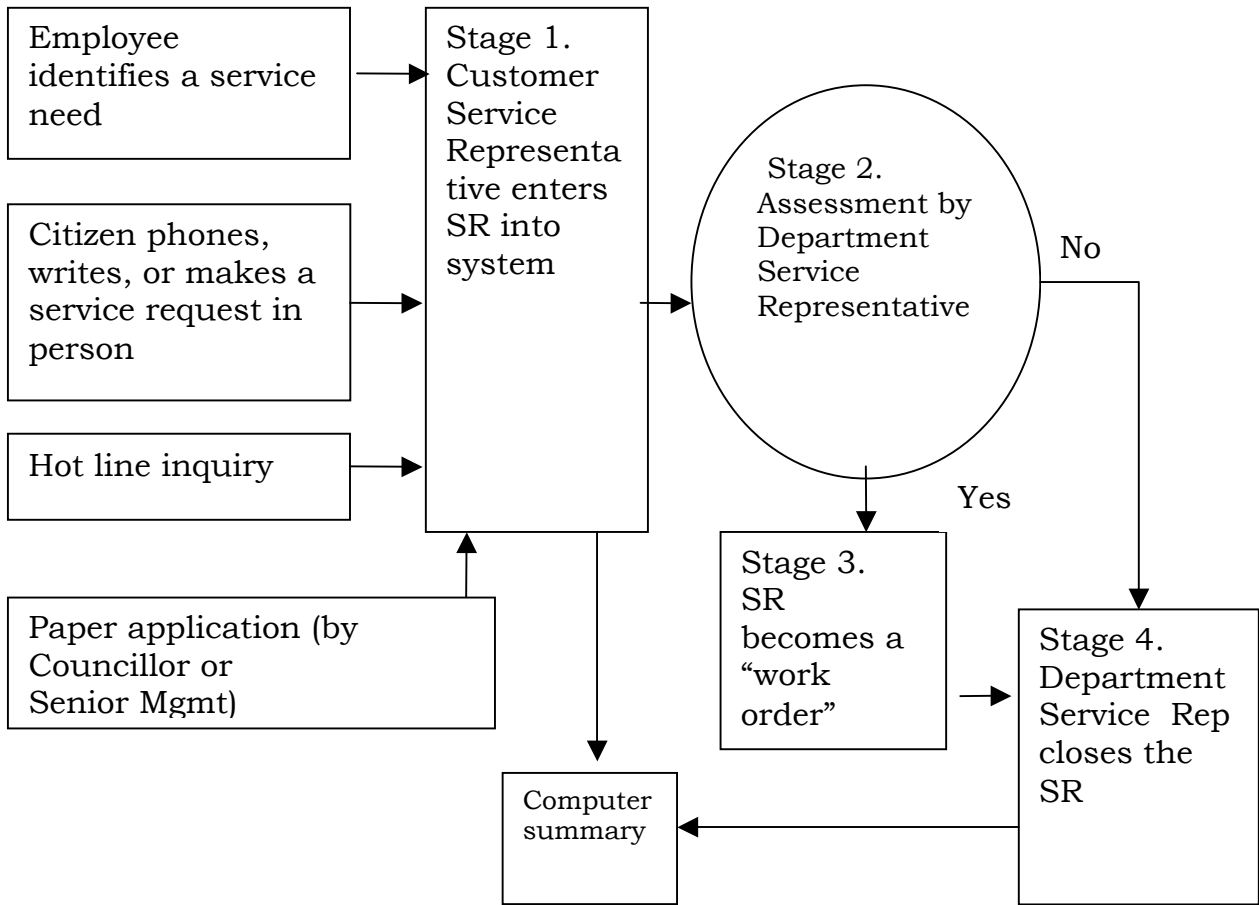 Employee
identifies a service
need
Citizen phones,
writes, or makes a
service request in
person
Hot line inquiry
Paper application (by
Councillor or
Senior Mgmt)
Stage 1.
Customer
Service
Representa
tive enters
SR into
system
Stage 2.
Assessment by
Department
Service
Representative
No
Yes
Stage 3.
SR
becomes a
“work
order”
Stage 4.
Department
Service Rep
closes the
SR
Computer
summary